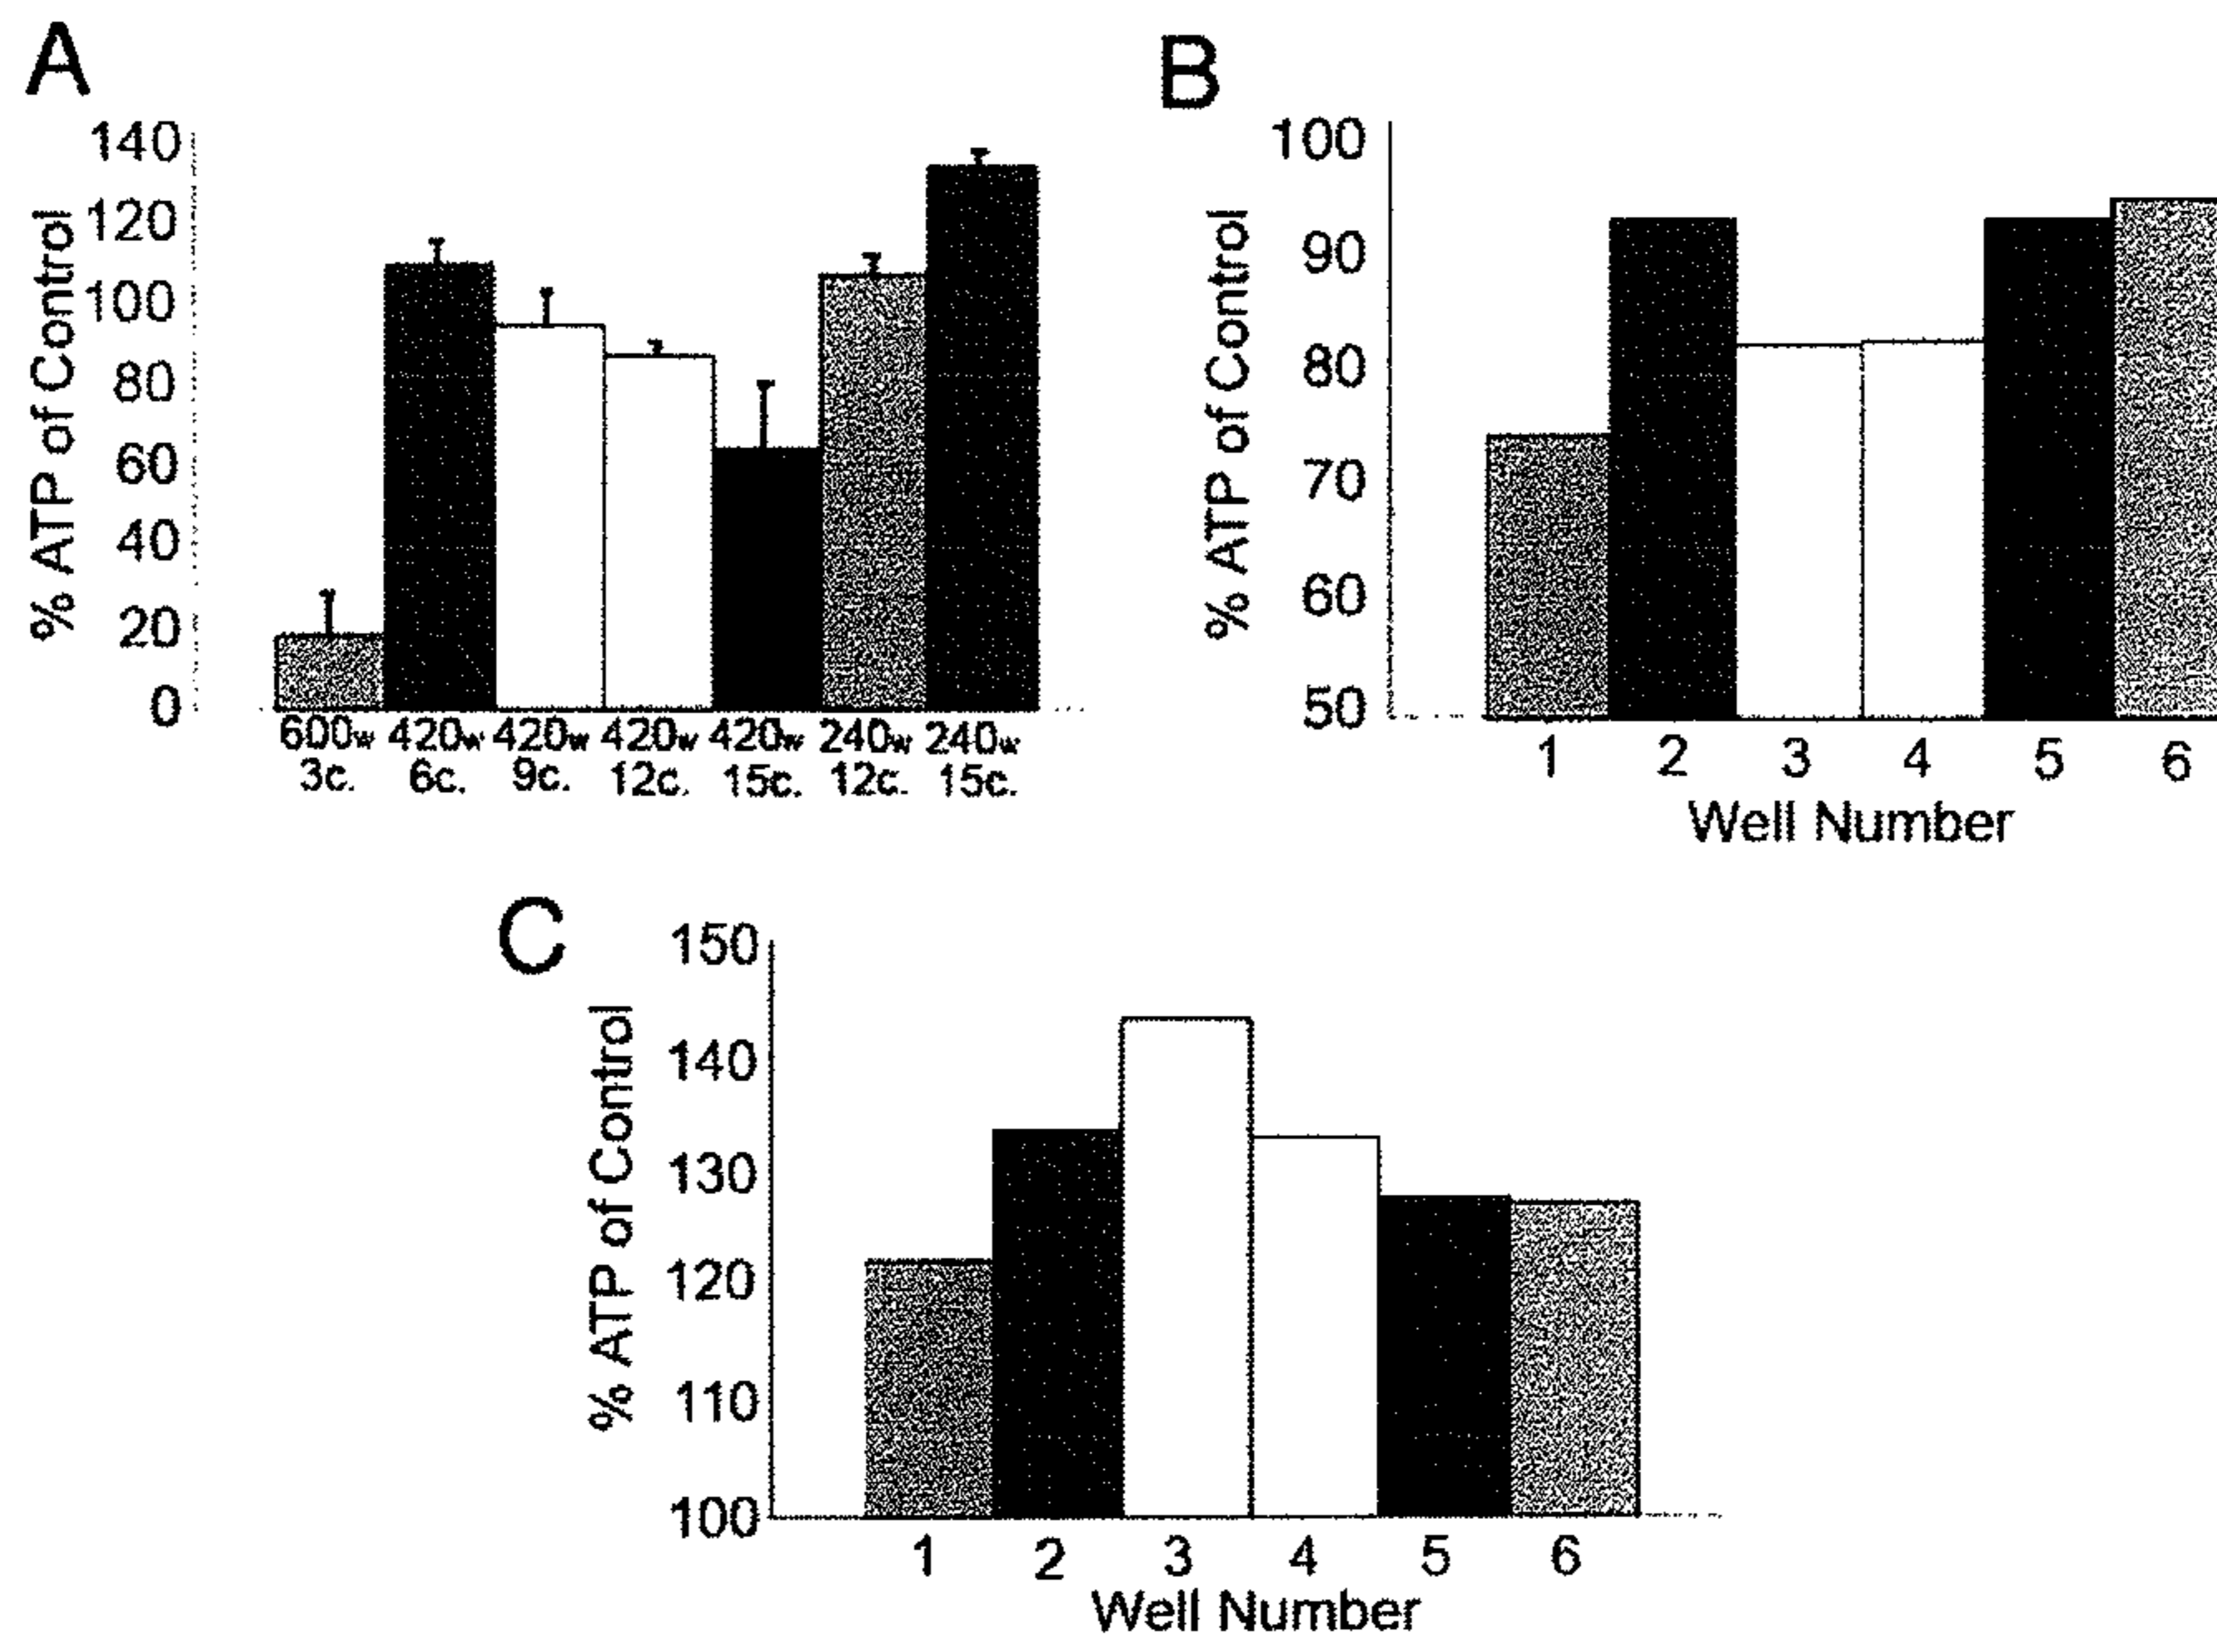 A
% ATP of Control
140
120
100
80
60
40
20
0
600w 420w 420w 420w 420w 240w 240w
3c. 6c. 9c. 12c. 15c. 12c. 15c.
B
% ATP of Control
100
90
80
70
60
50
1 2 3 4 5 6
Well Number
C
% ATP of Control
150
140
130
120
110
100
1 2 3 4 5 6
Well Number